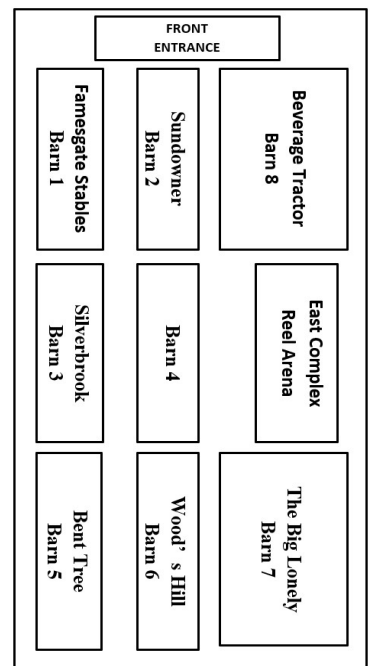 FRONT
ENTRANCE
Famesgate Stables
Barn 1
Sundowner
Barn 2
Beverage Tractor
Barn 8
Silverbrook
Barn 3
Barn 4
East Complex
Reel Arena
Bent Tree
Barn 5
Wood’s Hill
Barn 6
The Big Lonely
Barn 7